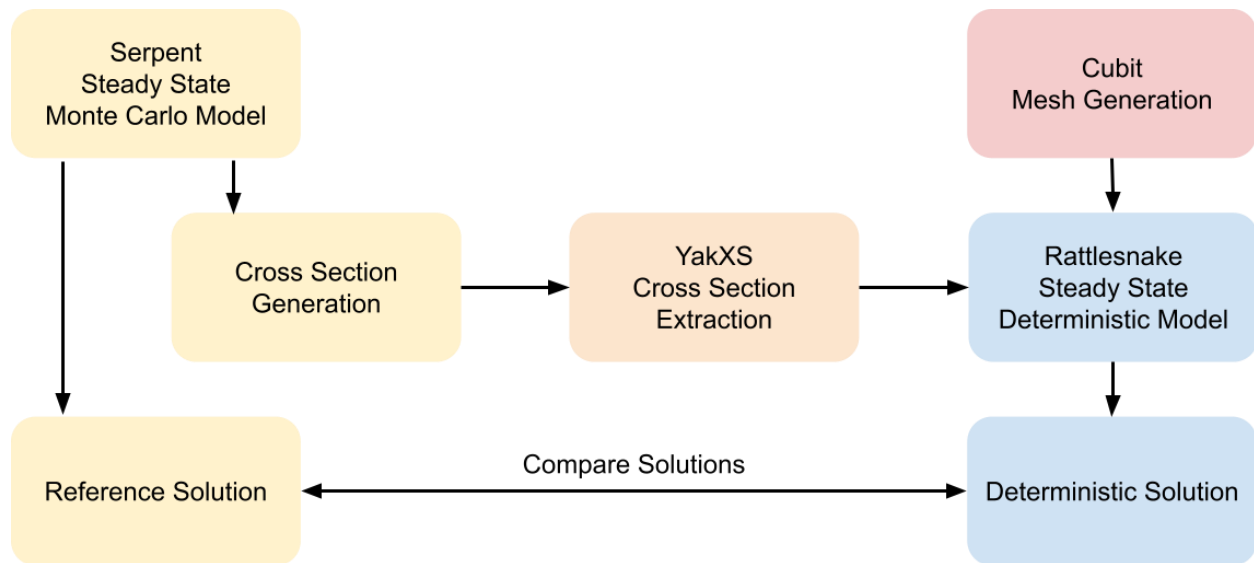 Serpent
Steady State
Monte Carlo Model
Cubit
Mesh Generation
Cross Section
Generation
YakXS
Cross Section
Extraction
Rattlesnake
Steady State
Deterministic Model
Reference Solution
Compare Solutions
Deterministic Solution